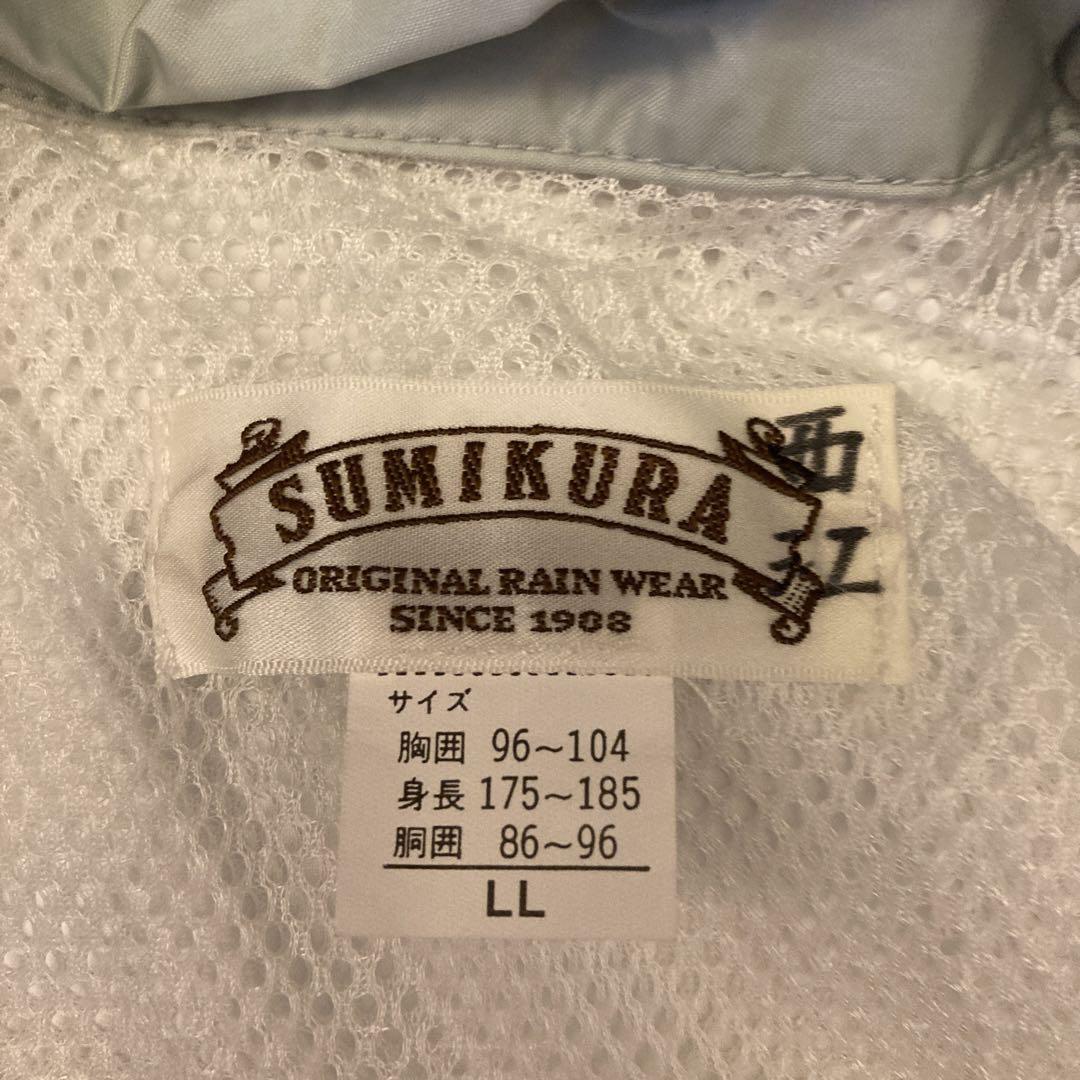 SUMIKURA
ORIGINAL RAIN WEAR
SINCE 1908
西
江
サイズ
胸囲 96～104
身長 175～185
胴囲 86～96
LL